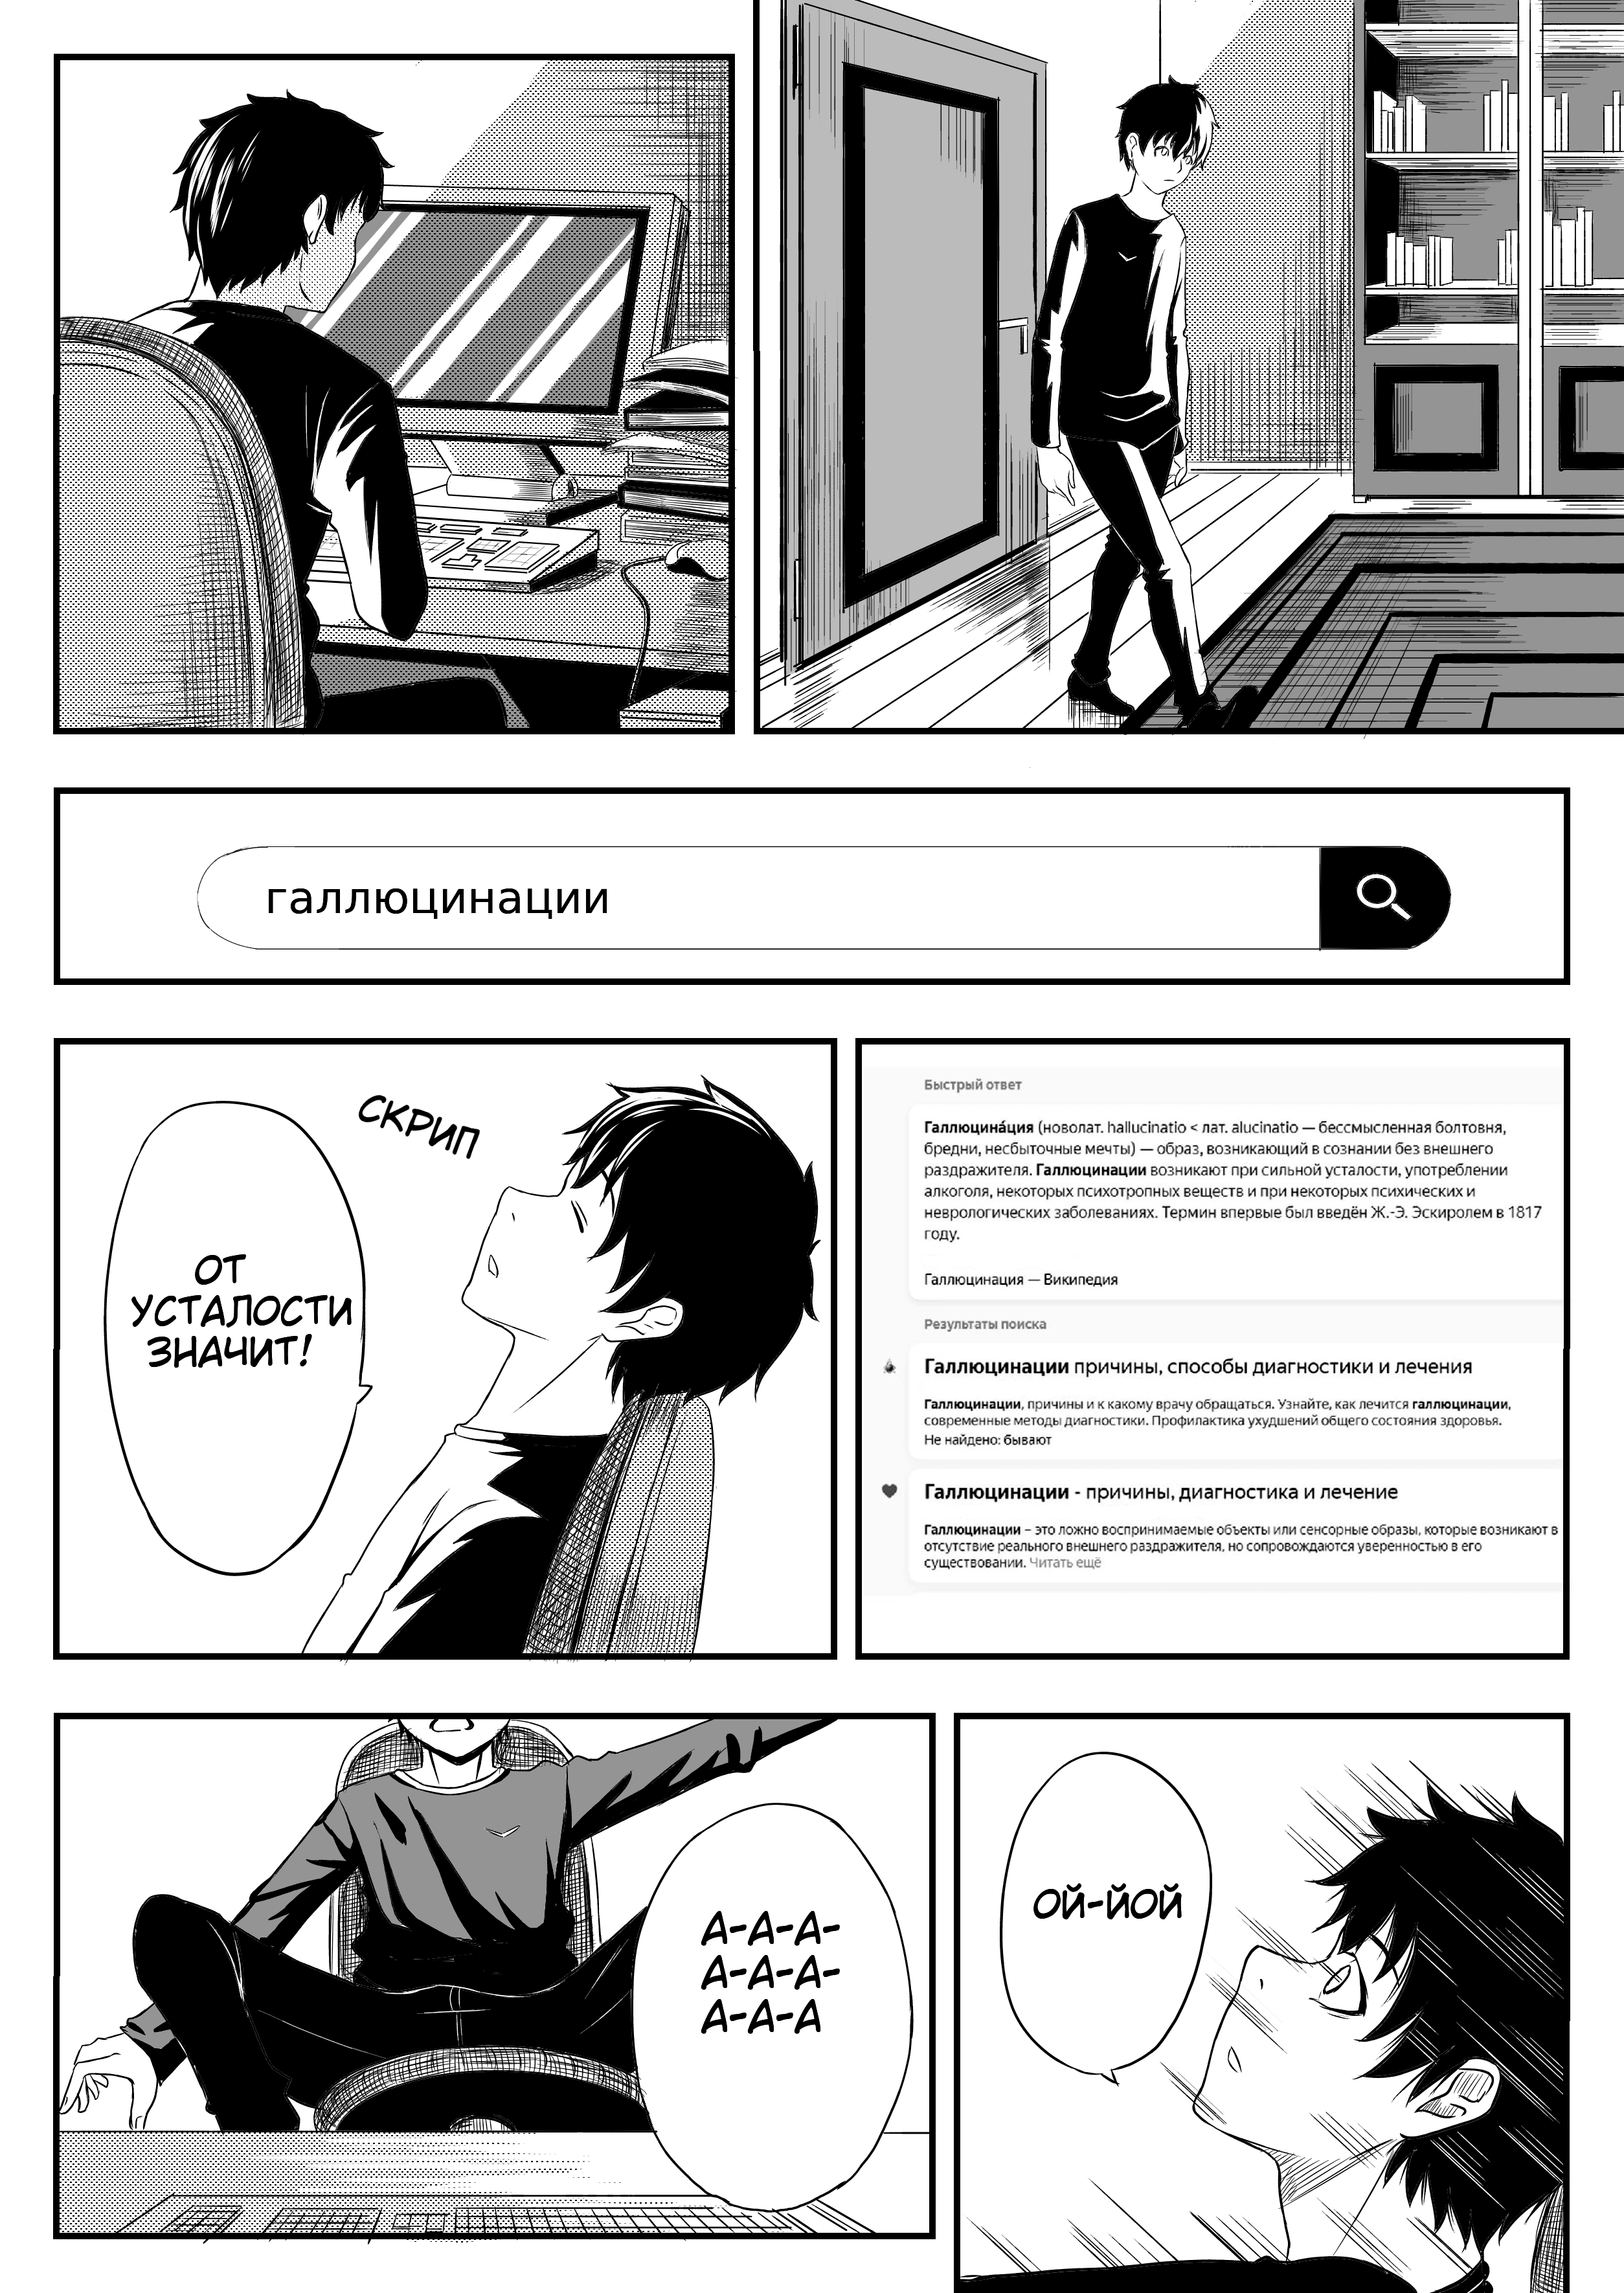 галлюцинации
Быстрый ответ
Галлюцина́ция (новолат. hallucinatio < лат. alucinatio — бессмысленная болтовня,
бредни, несбыточные мечты) — образ, возникающий в сознании без внешнего
раздражителя. Галлюцинации возникают при сильной усталости, употреблении
алкоголя, некоторых психотропных веществ и при некоторых психических и
неврологических заболеваниях. Термин впервые был введён Ж.-Э. Эскиролем в 1817
году.
Галлюцинация — Википедия
Результаты поиска
Галлюцинации причины, способы диагностики и лечения
Галлюцинации, причины и к какому врачу обращаться. Узнайте, как лечится галлюцинации,
современные методы диагностики. Профилактика ухудшений общего состояния здоровья.
Не найдено: бывают
Галлюцинации - причины, диагностика и лечение
Галлюцинации – это ложно воспринимаемые объекты или сенсорные образы, которые возникают в
отсутствие реального внешнего раздражителя, но сопровождаются уверенностью в его
существовании. Читать ещё
СКРИП
ОТ
УСТАЛОСТИ
ЗНАЧИТ!
ОЙ-ЙОЙ
А-А-А-
А-А-А-
А-А-А